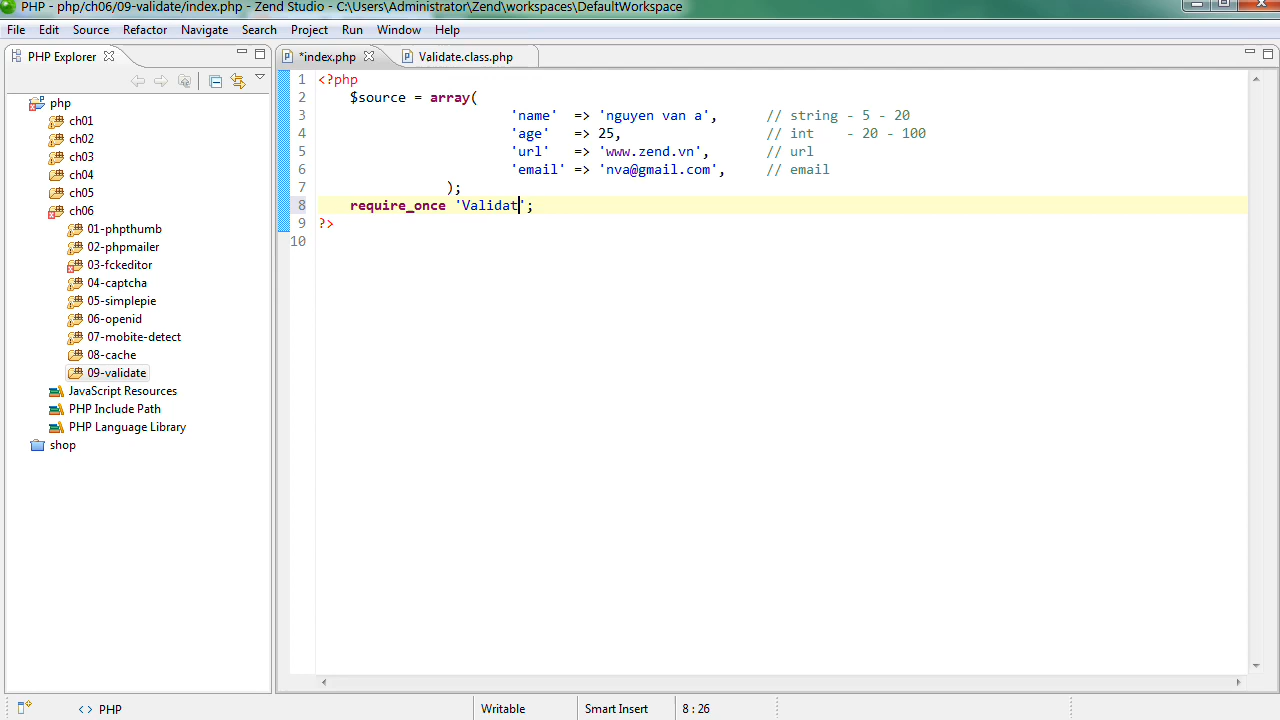 PHP - php/ch06/09-validate/index.php - Zend Studio - C:\Users\Administrator\Zend\workspaces\DefaultWorkspace
File Edit Source Refactor Navigate Search Project Run Window Help
PHP Explorer
*index.php Validate.class.php
php
ch01
ch02
ch03
ch04
ch05
ch06
01-phpthumb
02-phpmailer
03-fckeditor
04-captcha
05-simplepie
06-openid
07-mobite-detect
08-cache
09-validate
JavaScript Resources
PHP Include Path
PHP Language Library
shop
1 <?php
2 $source = array(
3 'name' => 'nguyen van a', // string - 5 - 20
4 'age' => 25, // int - 20 - 100
5 'url' => 'www.zend.vn', // url
6 'email' => 'nva@gmail.com', // email
7 );
8 require_once 'Validat';
9 ?>
10
<> PHP Writable Smart Insert 8 : 26